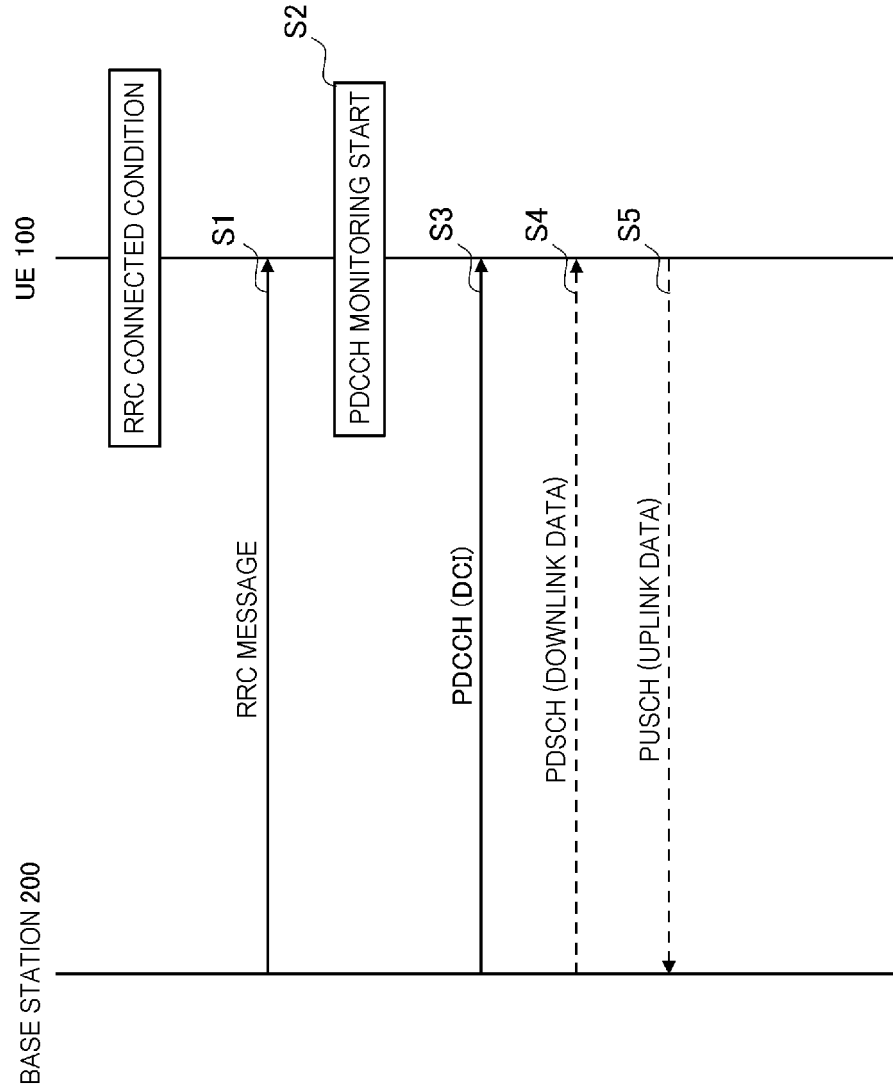 BASE STATION 200
UE 100
RRC CONNECTED CONDITION
RRC MESSAGE
S1
PDCCH MONITORING START
S2
PDCCH (DCI)
S3
PDSCH (DOWNLINK DATA)
S4
PUSCH (UPLINK DATA)
S5